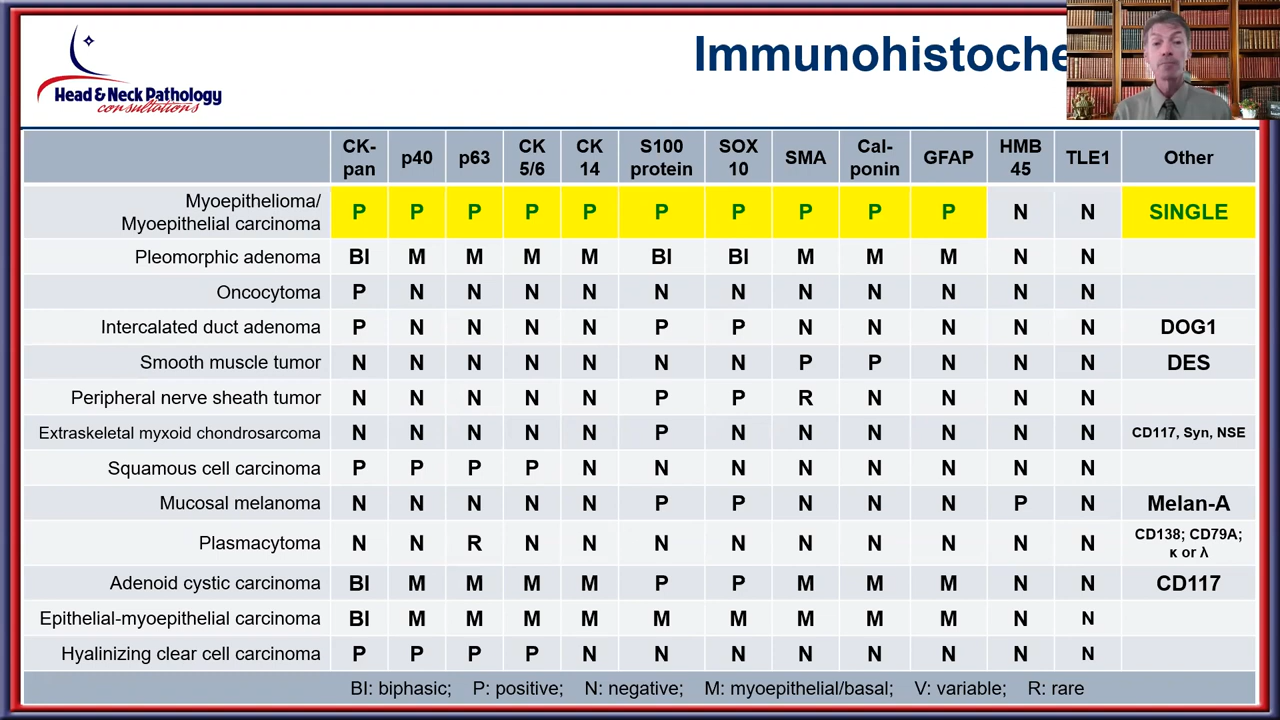 Head & Neck Pathology
consultations
Immunohistoche
CK-pan p40 p63 CK 5/6 CK 14 S100 protein SOX 10 SMA Cal-ponin GFAP HMB 45 TLE1 Other
Myoepithelioma/
Myoepithelial carcinoma P P P P P P P P P P N N SINGLE
Pleomorphic adenoma BI M M M M BI BI M M M N N
Oncocytoma P N N N N N N N N N N N
Intercalated duct adenoma P N N N N P P N N N N N DOG1
Smooth muscle tumor N N N N N N N P P N N N DES
Peripheral nerve sheath tumor N N N N N P P R N N N N
Extraskeletal myxoid chondrosarcoma N N N N N P N N N N N N CD117, Syn, NSE
Squamous cell carcinoma P P P P N N N N N N N N
Mucosal melanoma N N N N N P P N N N P N Melan-A
Plasmacytoma N N R N N N N N N N N N CD138; CD79A;
κ or λ
Adenoid cystic carcinoma BI M M M M P P M M M N N CD117
Epithelial-myoepithelial carcinoma BI M M M M M M M M M N N
Hyalinizing clear cell carcinoma P P P P N N N N N N N N
BI: biphasic; P: positive; N: negative; M: myoepithelial/basal; V: variable; R: rare